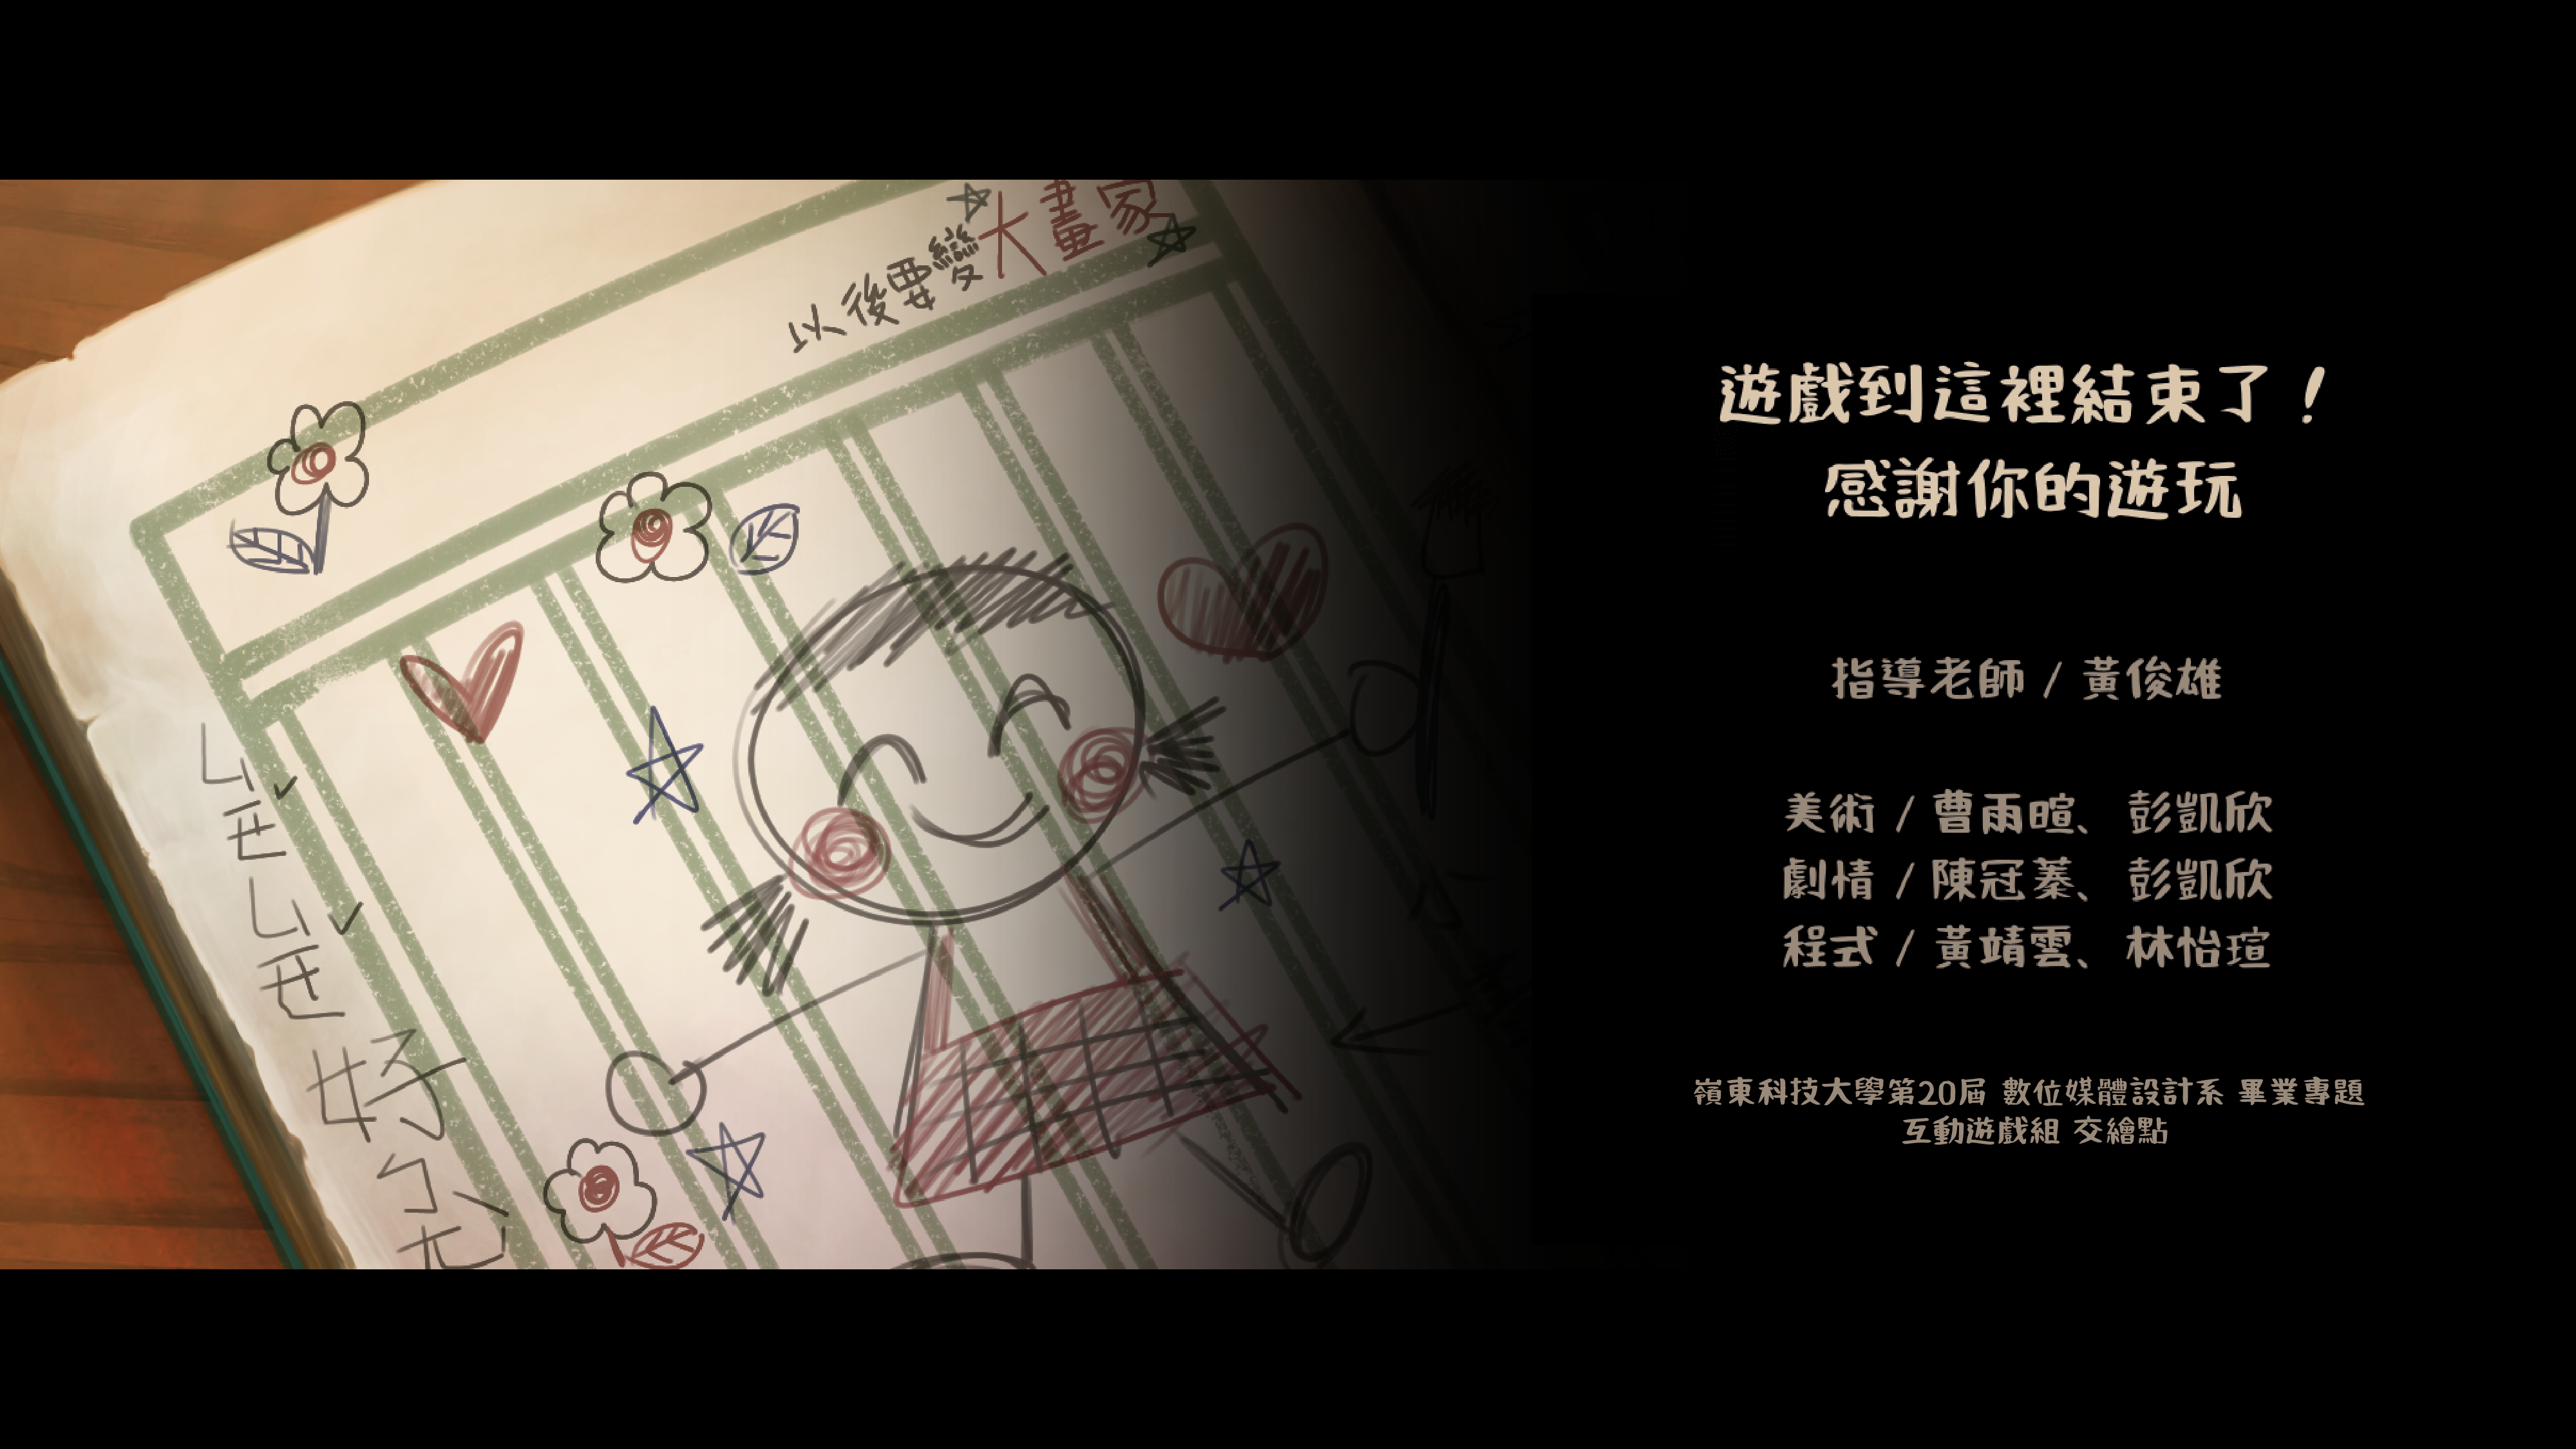 以後要變大畫家
ㄐㄧㄝˇ
ㄐㄧㄝˇ
好
遊戲到這裡結束了！
感謝你的遊玩
指導老師 / 黃俊雄
美術 / 曹雨暄、彭凱欣
劇情 / 陳冠蓁、彭凱欣
程式 / 黃靖雲、林怡瑄
嶺東科技大學第20屆 數位媒體設計系 畢業專題
互動遊戲組 交繪點